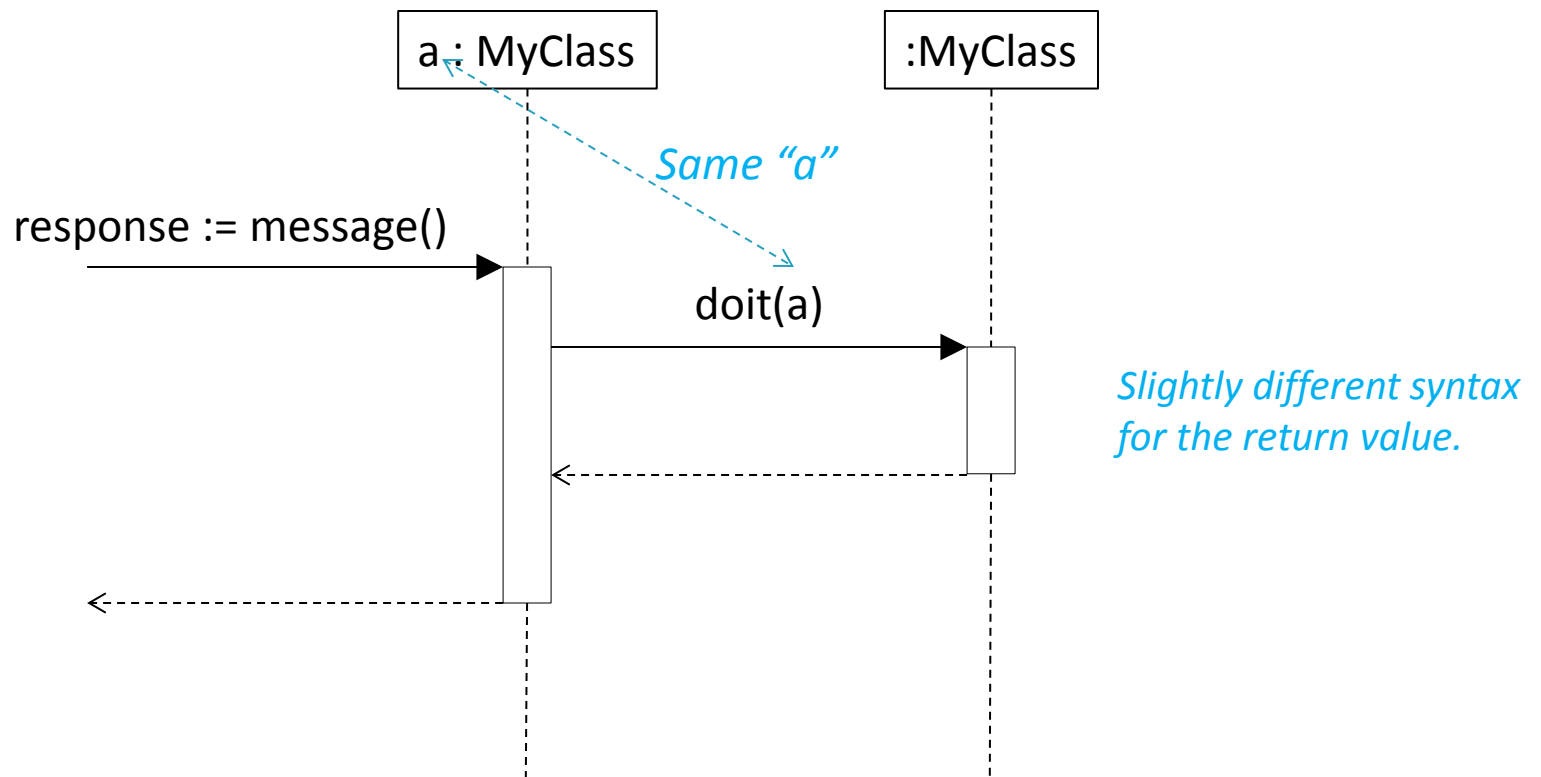 a : MyClass
:MyClass
Same “a”
response := message()
doit(a)
Slightly different syntax
for the return value.